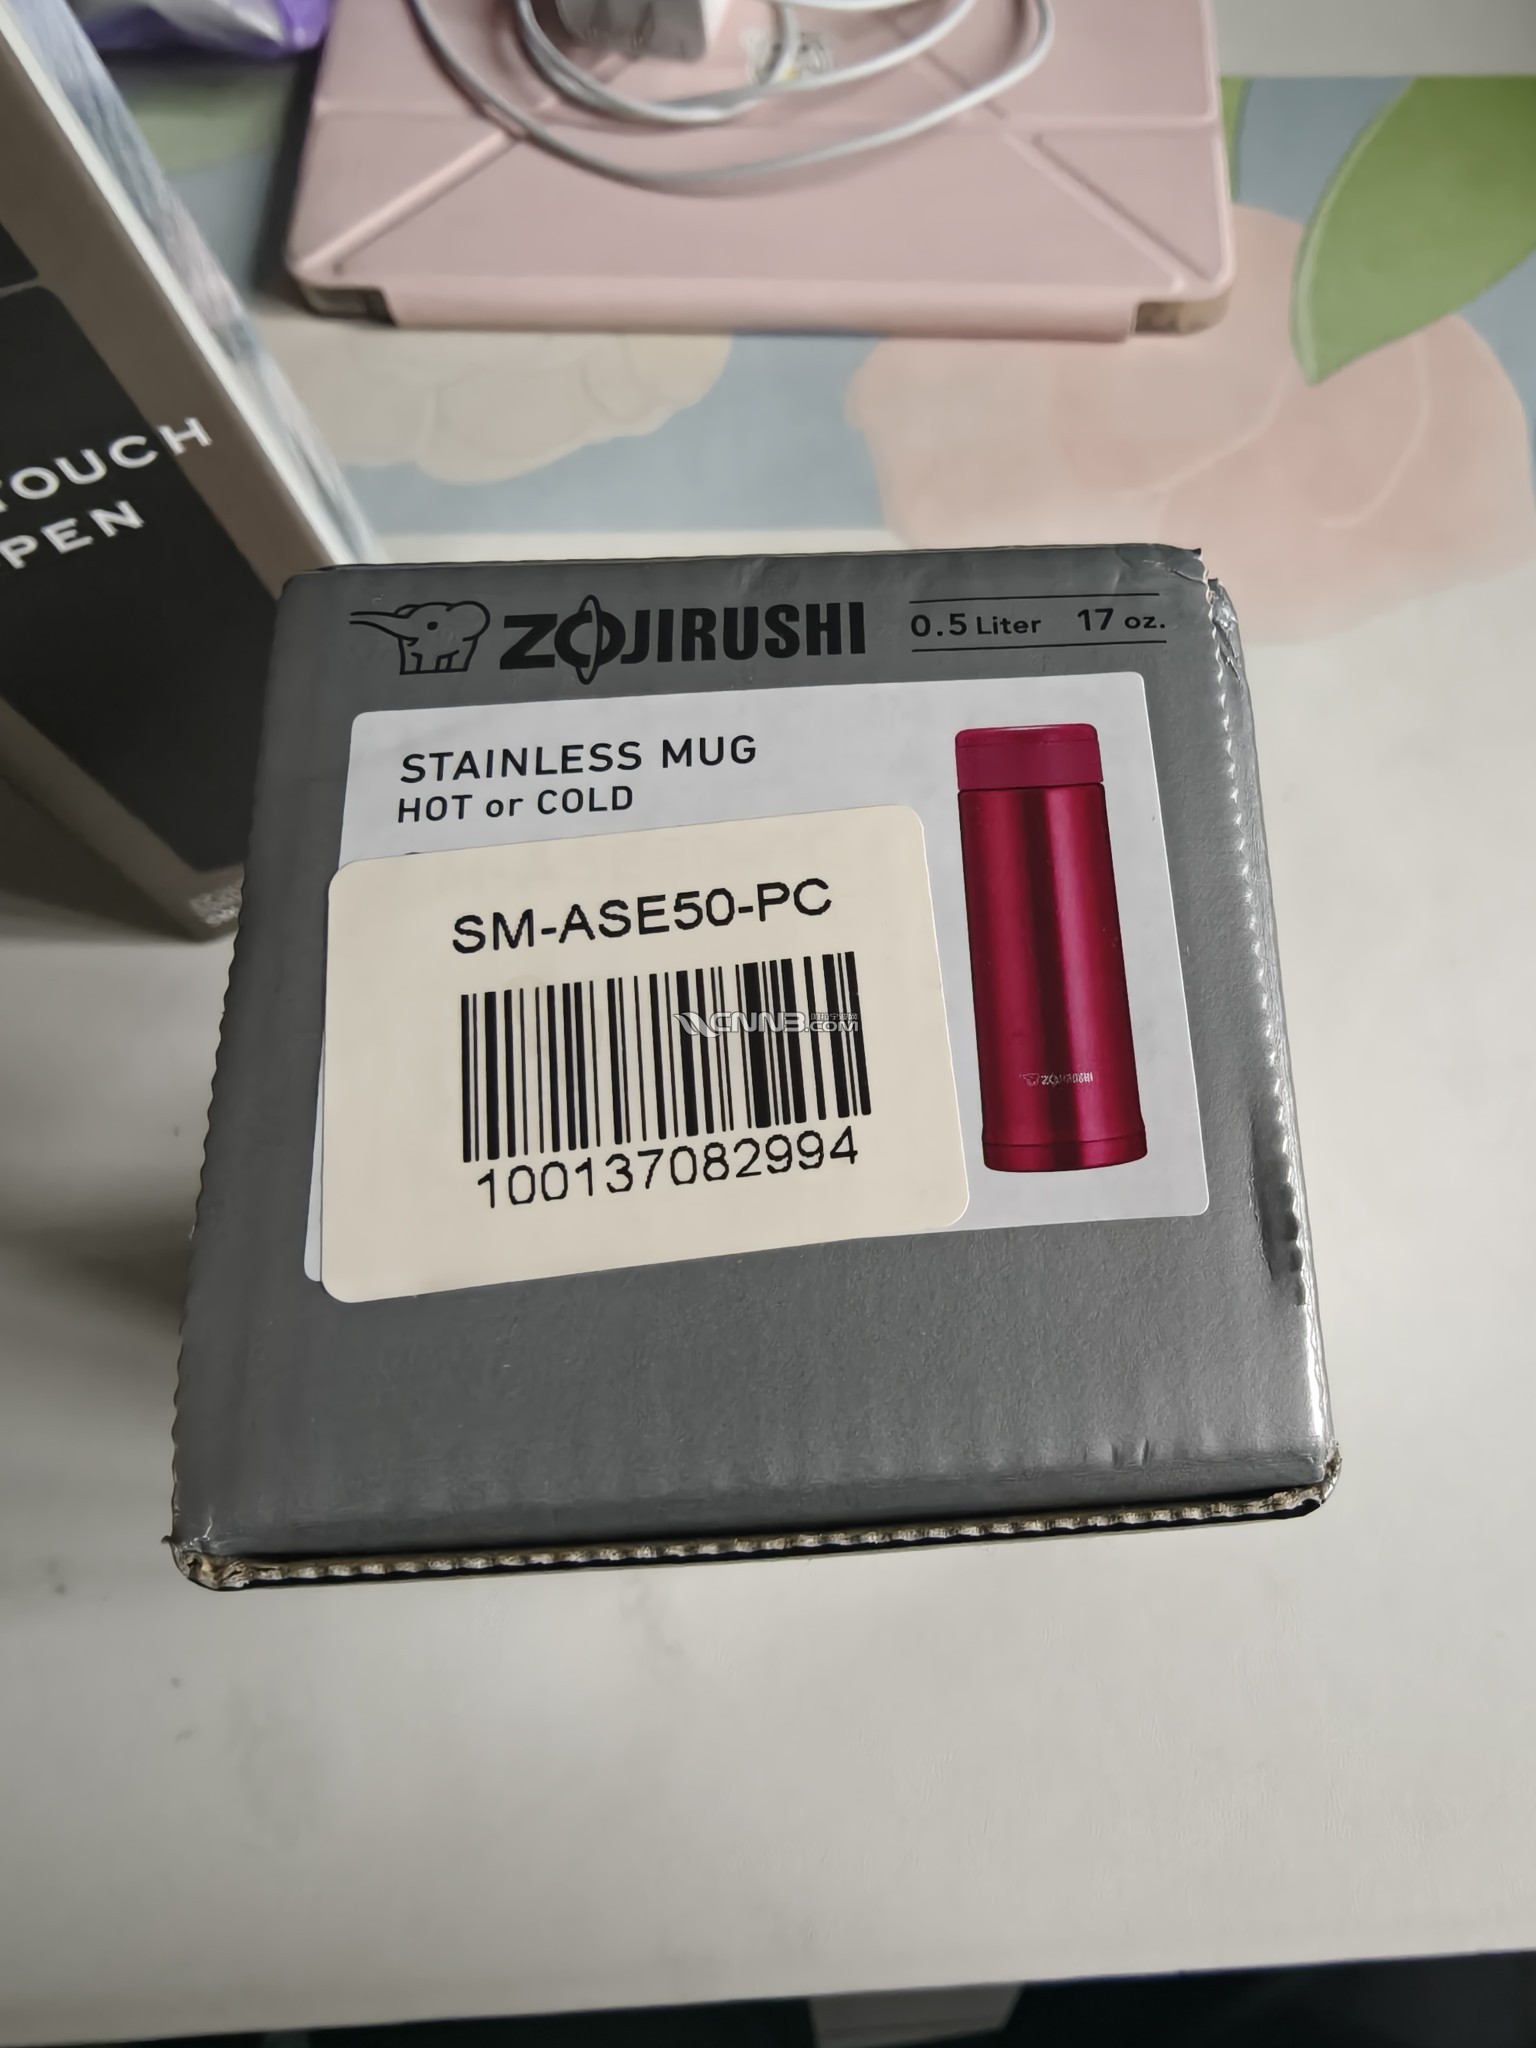 TOUCH
PEN
ZOJIRUSHI
0.5 Liter 17 oz.
STAINLESS MUG
HOT or COLD
SM-ASE50-PC
CNNB.COM
100137082994
ZOJIRUSHI